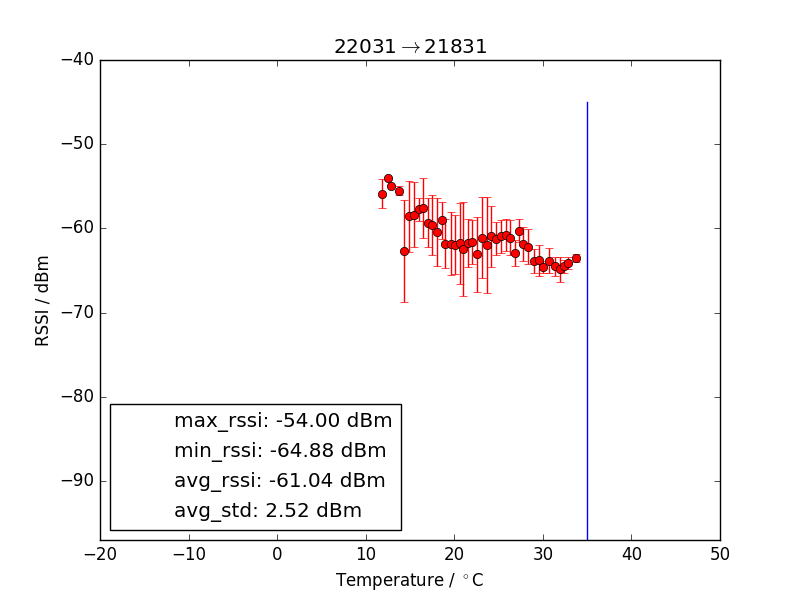 22031→21831
−40
−50
−60
−70
−80
−90
RSSI / dBm
max_rssi: -54.00 dBm
min_rssi: -64.88 dBm
avg_rssi: -61.04 dBm
avg_std: 2.52 dBm
−20 −10 0 10 20 30 40 50
Temperature / °C